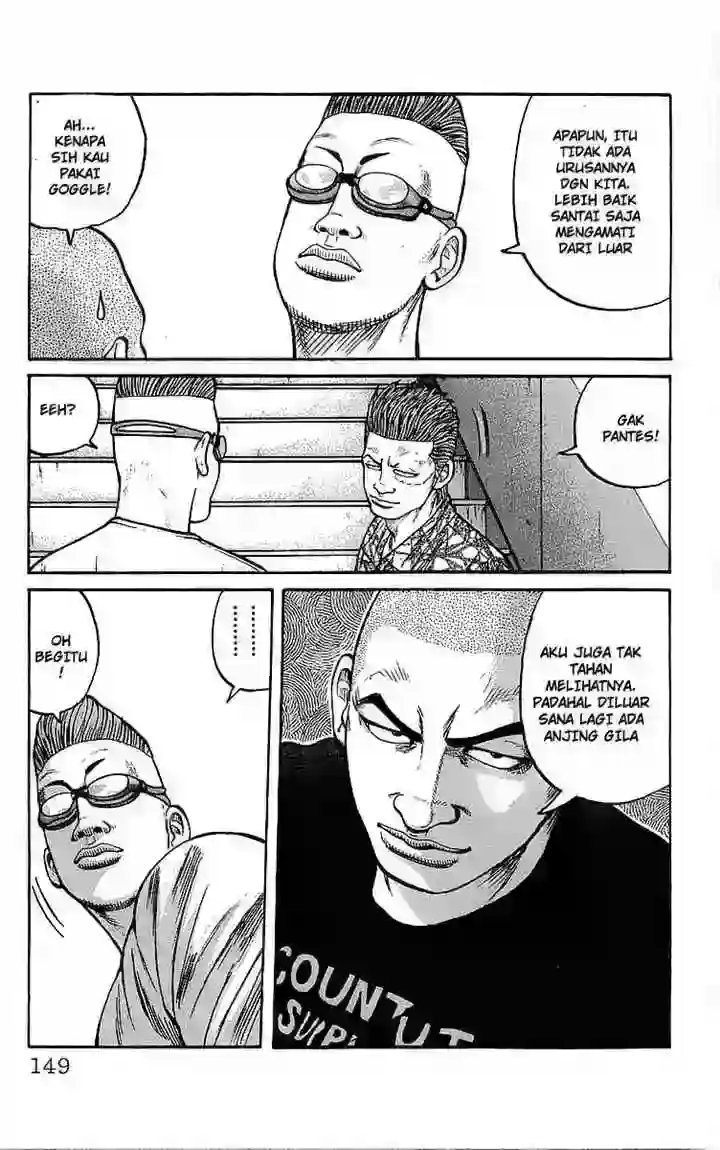 APAPUN, ITU
TIDAK ADA
URUSANNYA
DGN KITA.
LEBIH BAIK
SANTAI SAJA
MENGAMATI
DARI LUAR
AH...
KENAPA
SIH KAU
PAKAI
GOGGLE!
GAK
PANTES!
EEH?
AKU JUGA TAK
TAHAN
MELIHATNYA.
PADAHAL DILUAR
SANA LAGI ADA
ANJING GILA
.........
OH
BEGITU
!
COUNTUT
SUPP
149